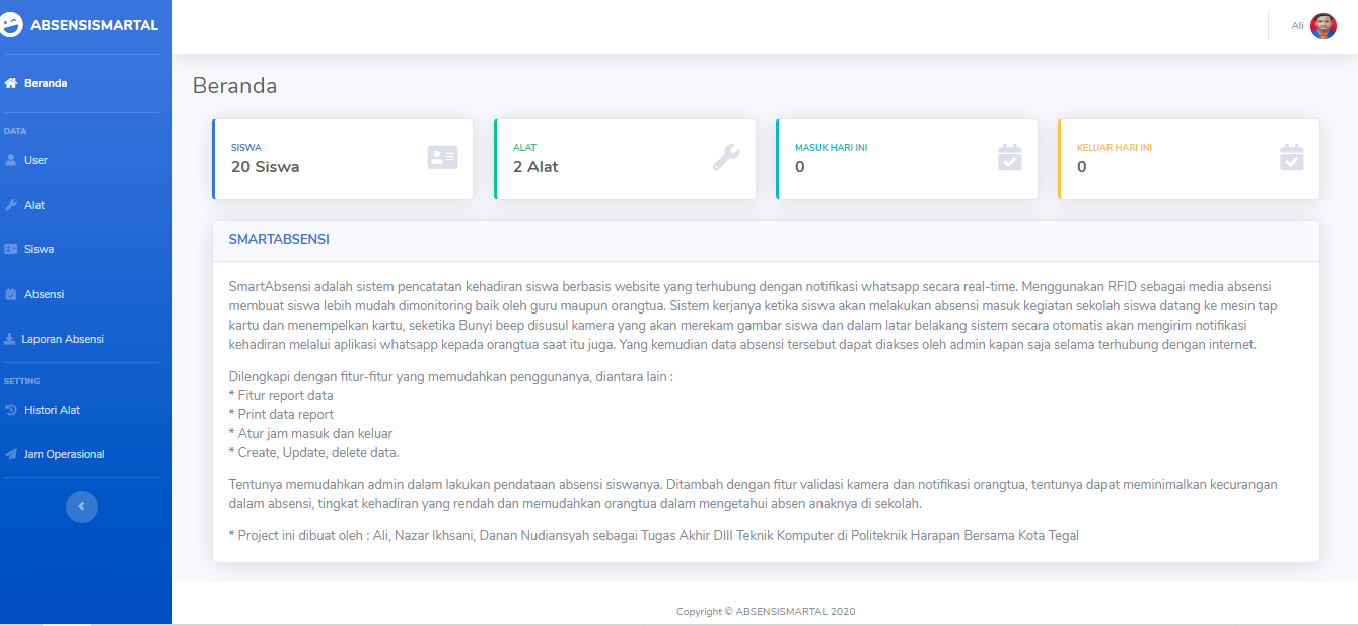 ABSENSISMARTAL
Ali
Beranda
DATA
User
Alat
Siswa
Absensi
Laporan Absensi
SETTING
Histori Alat
Jam Operasional
Beranda
SISWA
20 Siswa
ALAT
2 Alat
MASUK HARI INI
0
KELUAR HARI INI
0
SMARTABSENSI
SmartAbsensi adalah sistem pencatatan kehadiran siswa berbasis website yang terhubung dengan notifikasi whatsapp secara real-time. Menggunakan RFID sebagai media absensi
membuat siswa lebih mudah dimonitoring baik oleh guru maupun orangtua. Sistem kerjanya ketika siswa akan melakukan absensi masuk kegiatan sekolah siswa datang ke mesin tap
kartu dan menempelkan kartu, seketika Bunyi beep disusul kamera yang akan merekam gambar siswa dan dalam latar belakang sistem secara otomatis akan mengirim notifikasi
kehadiran melalui aplikasi whatsapp kepada orangtua saat itu juga. Yang kemudian data absensi tersebut dapat diakses oleh admin kapan saja selama terhubung dengan internet.
Dilengkapi dengan fitur-fitur yang memudahkan penggunanya, diantara lain :
* Fitur report data
* Print data report
* Atur jam masuk dan keluar
* Create, Update, delete data.
Tentunya memudahkan admin dalam lakukan pendataan absensi siswanya. Ditambah dengan fitur validasi kamera dan notifikasi orangtua, tentunya dapat meminimalkan kecurangan
dalam absensi, tingkat kehadiran yang rendah dan memudahkan orangtua dalam mengetahui absen anaknya di sekolah.
* Project ini dibuat oleh : Ali, Nazar Ikhsani, Danan Nudiansyah sebagai Tugas Akhir DIII Teknik Komputer di Politeknik Harapan Bersama Kota Tegal
Copyright © ABSENSISMARTAL 2020